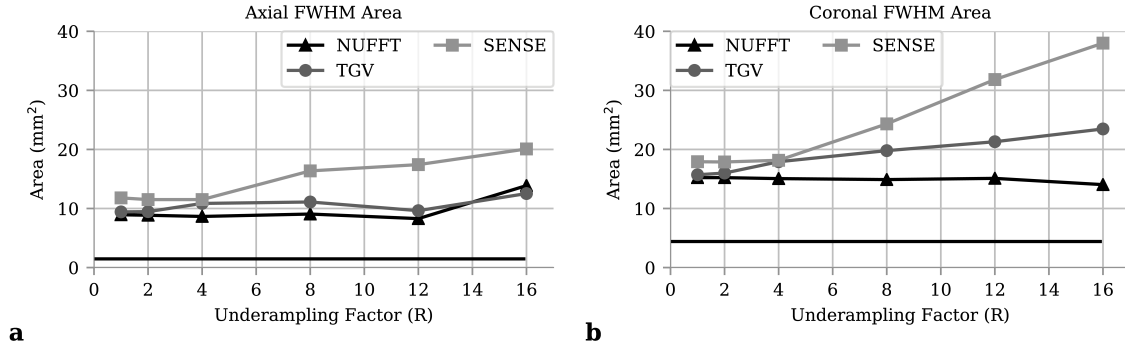 Axial FWHM Area
40
30
20
10
0
Area (mm²)
NUFFT
SENSE
TGV
0 2 4 6 8 10 12 14 16
Underampling Factor (R)
a
Coronal FWHM Area
40
30
20
10
0
Area (mm²)
NUFFT
SENSE
TGV
0 2 4 6 8 10 12 14 16
Underampling Factor (R)
b